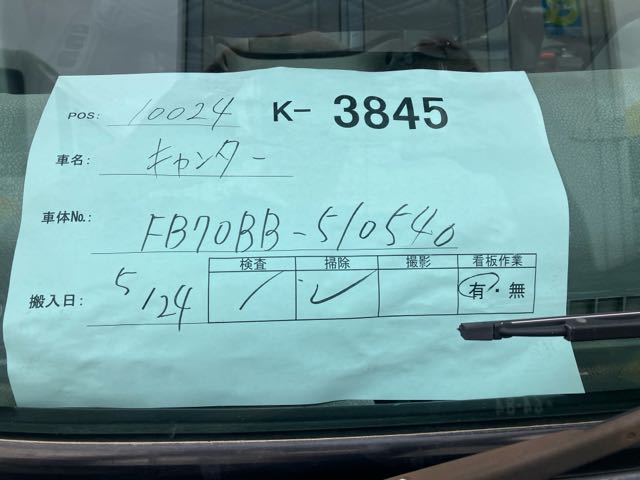 POS: 10024 K- 3845
車名: キャンター
車体No.: FB70BB-510540
検査 掃除 撮影 看板作業
搬入日: 5/24 有・無